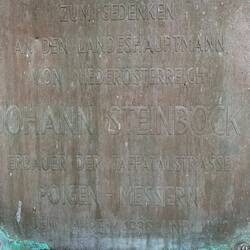 ZUM GEDENKEN
AN DEN LANDESHAUPTMANN
VON NIEDERÖSTERREICH
JOHANN STEINBÖCK
ERBAUER DER TAFFATALSTRASSE
POIGEN - MESSERN